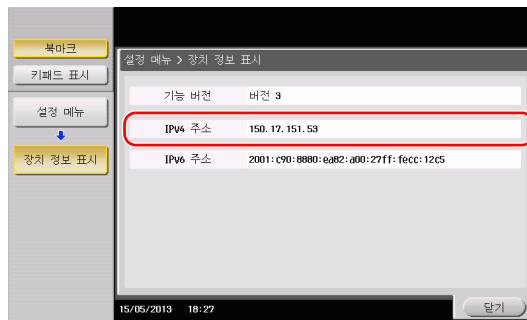 북마크
키패드 표시
설정 메뉴
장치 정보 표시
설정 메뉴 > 장치 정보 표시
기능 버전 버전 3
IPv4 주소 150.17.151.53
IPv6 주소 2001:c90:8880:ea82:a00:27ff:fecc:12c5
15/05/2013 18:27
닫기